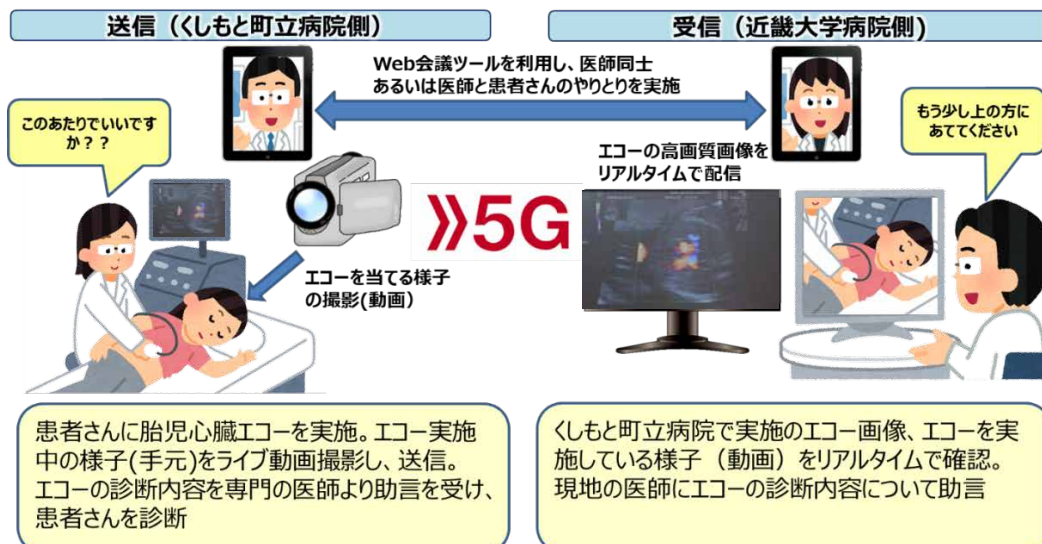 送信（くしもと町立病院側）
受信（近畿大学病院側）
Web会議ツールを利用し、医師同士
あるいは医師と患者さんのやりとりを実施
このあたりでいいです
か？？
もう少し上の方に
あててください
エコーの高画質画像を
リアルタイムで配信
»5G
エコーを当てる様子
の撮影(動画）
患者さんに胎児心臓エコーを実施。エコー実施
中の様子(手元)をライブ動画撮影し、送信。
エコーの診断内容を専門の医師より助言を受け、
患者さんを診断
くしもと町立病院で実施のエコー画像、エコーを実
施している様子（動画）をリアルタイムで確認。
現地の医師にエコーの診断内容について助言